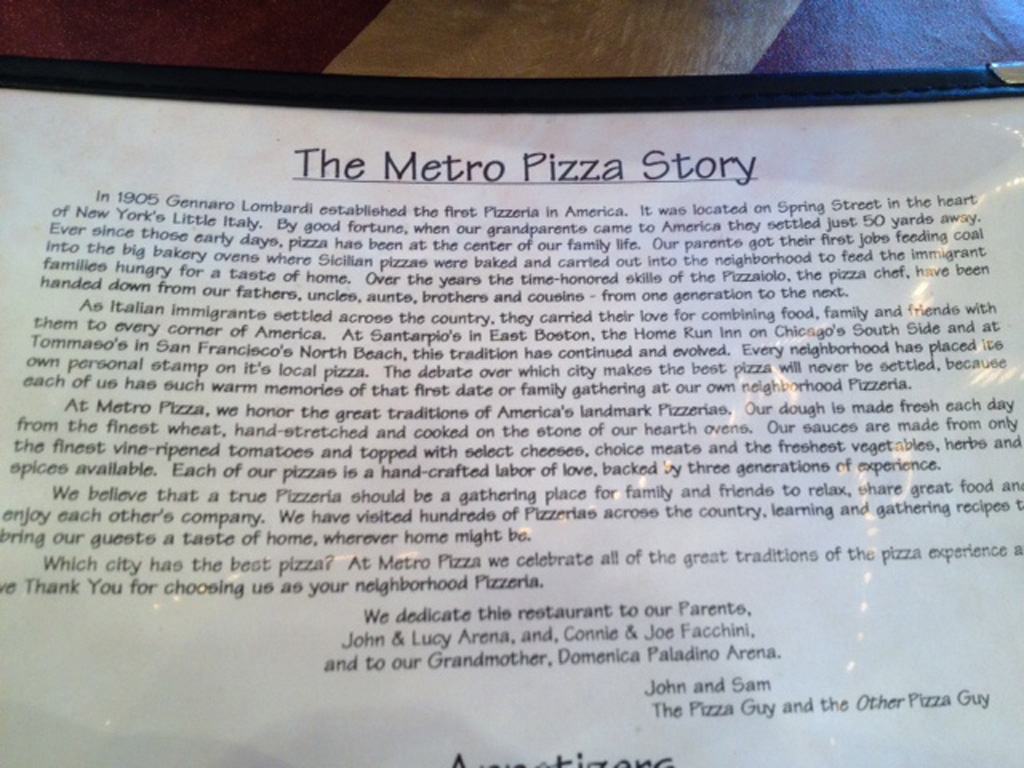 The Metro Pizza Story
In 1905 Gennaro Lombardi established the first Pizzeria in America. It was located on Spring Street in the heart
of New York's Little Italy. By good fortune, when our grandparents came to America they settled just 50 yards away.
Ever since those early days, pizza has been at the center of our family life. Our parents got their first jobs feeding coal
into the big bakery ovens where Sicilian pizzas were baked and carried out into the neighborhood to feed the immigrant
families hungry for a taste of home. Over the years the time-honored skills of the Pizzaiolo, the pizza chef, have been
handed down from our fathers, uncles, aunts, brothers and cousins - from one generation to the next.
As Italian immigrants settled across the country, they carried their love for combining food, family and friends with
them to every corner of America. At Santarpio's in East Boston, the Home Run Inn on Chicago's South Side and at
Tommaso's in San Francisco's North Beach, this tradition has continued and evolved. Every neighborhood has placed its
own personal stamp on it's local pizza. The debate over which city makes the best pizza will never be settled, because
each of us has such warm memories of that first date or family gathering at our own neighborhood Pizzeria.
At Metro Pizza, we honor the great traditions of America's landmark Pizzerias. Our dough is made fresh each day
from the finest wheat, hand-stretched and cooked on the stone of our hearth ovens. Our sauces are made from only
the finest vine-ripened tomatoes and topped with select cheeses, choice meats and the freshest vegetables, herbs and
spices available. Each of our pizzas is a hand-crafted labor of love, backed by three generations of experience.
We believe that a true Pizzeria should be a gathering place for family and friends to relax, share great food and
enjoy each other's company. We have visited hundreds of Pizzerias across the country, learning and gathering recipes t
bring our guests a taste of home, wherever home might be.
Which city has the best pizza? At Metro Pizza we celebrate all of the great traditions of the pizza experience a
ve Thank You for choosing us as your neighborhood Pizzeria.
We dedicate this restaurant to our Parents,
John & Lucy Arena, and, Connie & Joe Facchini,
and to our Grandmother, Domenica Paladino Arena.
John and Sam
The Pizza Guy and the Other Pizza Guy
Appetizers